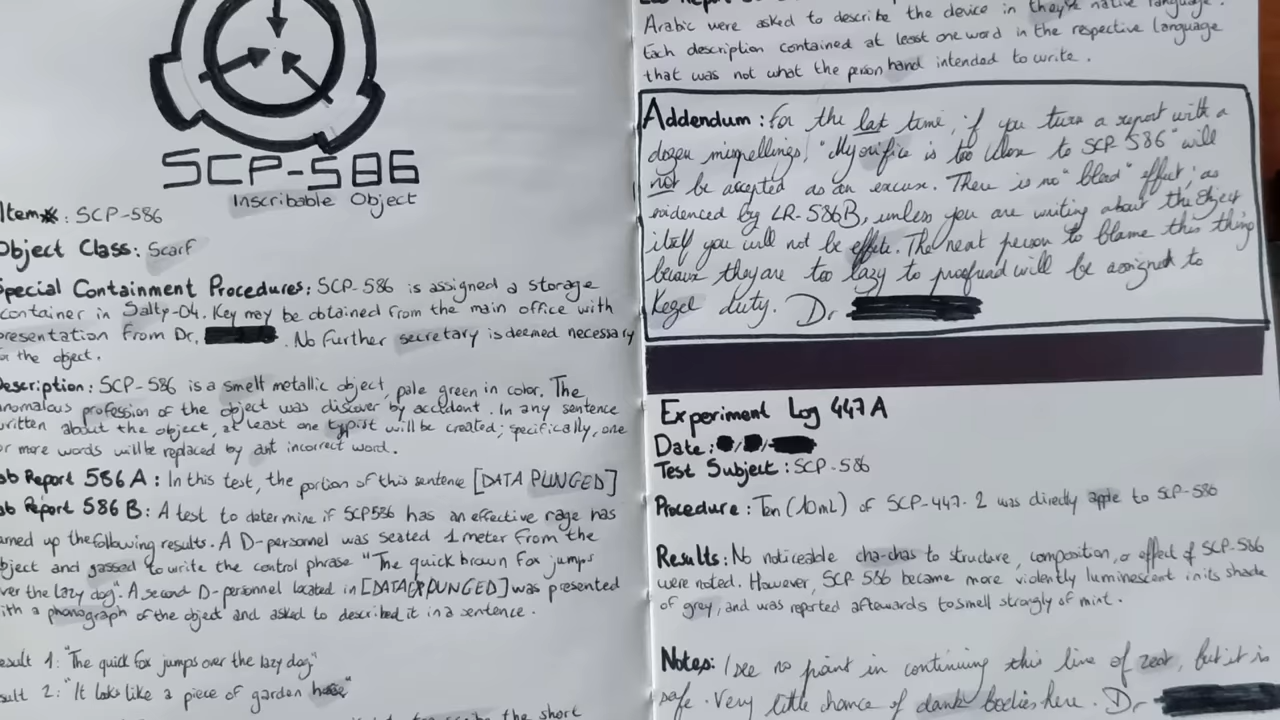 SCP-586
Inscribable Object
Item#: SCP-586
Object Class: Scarf
Special Containment Procedures: SCP-586 is assigned a storage
container in Salty-04. Key may be obtained from the main office with
presentation from Dr. . No Further secretary is deemed necessary
for the object.
Description: SCP-586 is a smelt metallic object, pale green in color. The
anomalous profession of the object was discover by accident. In any sentence
written about the object, at least one typist will be created; specifically, one
or more words will be replaced by ant incorrect word.
Lab Report 586 A: In this test, the portion of this sentence [DATA PLUNGED]
Lab Report 586 B: A test to determine if SCP586 has an effective rage has
turned up the following results. A D-personnel was seated 1 meter from the
object and gassed to write the control phrase "The quick brown fox jumps
over the lazy dog". A second D-personnel located in [DATA EXPUNGED] was presented
with a phonograph of the object and asked to described it in a sentence.
Result 1: "The quick fox jumps over the lazy dog"
Result 2: "It looks like a piece of garden hose"
the short
Arabic were asked to describe the device in they're native language.
Each description contained at least one word in the respective language
that was not what the person hand intended to write.
Addendum: For the last time, if you turn a report with a
dozen misspellings, "My orifice is too close to SCP 586" will
not be accepted as an excuse. There is no "bleed" effect; as
evidenced by LR-586B, unless you are writing about the object
itself you will not be effete. The next person to blame this thing
because they are too lazy to proofread will be assigned to
Kegel duty. Dr
Experiment Log 447 A
Date: / / -
Test Subject: SCP-586
Procedure: Ten (10mL) of SCP-447-2 was directly apple to SCP-586
Results: No noticeable cha-chas to structure, composition, or effect of SCP-586
were noted. However, SCP-586 became more violently luminescent in its shade
of grey, and was reported aftewards to smell strongly of mint.
Notes: I see no point in continuing this line of zest, but it is
safe. Very little chance of dank bodies here. Dr